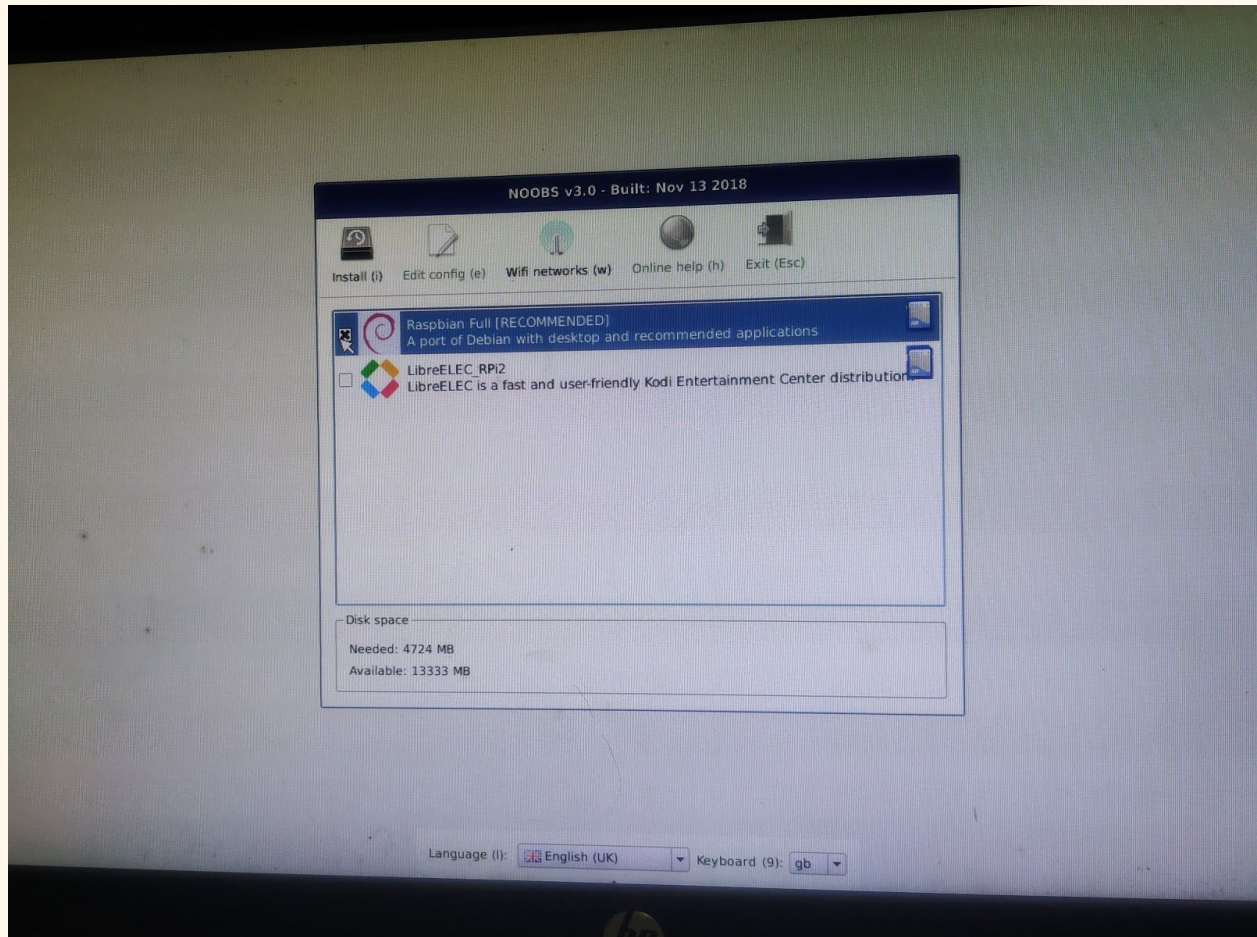 NOOBS v3.0 - Built: Nov 13 2018
Install (i) Edit config (e) Wifi networks (w) Online help (h) Exit (Esc)
Raspbian Full [RECOMMENDED]
A port of Debian with desktop and recommended applications
LibreELEC_RPi2
LibreELEC is a fast and user-friendly Kodi Entertainment Center distribution
Disk space
Needed: 4724 MB
Available: 13333 MB
Language (l): English (UK) Keyboard (9): gb
hp